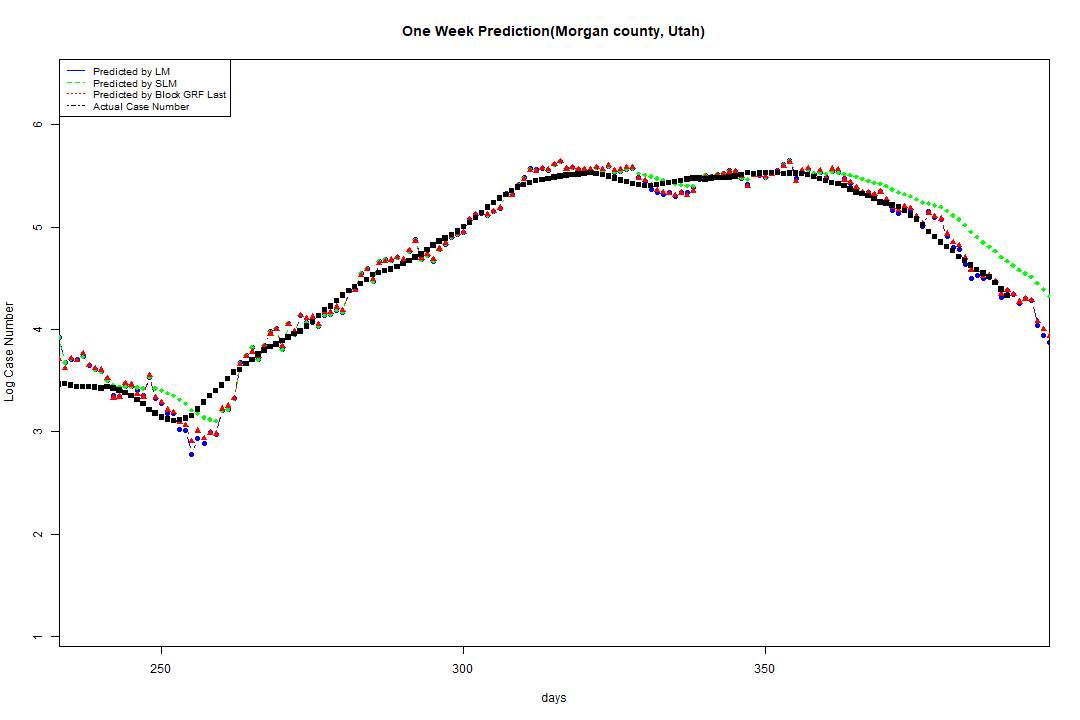 One Week Prediction(Morgan county, Utah)
Predicted by LM
Predicted by SLM
Predicted by Block GRF Last
Actual Case Number
6
5
4
3
2
1
Log Case Number
250
300
350
days